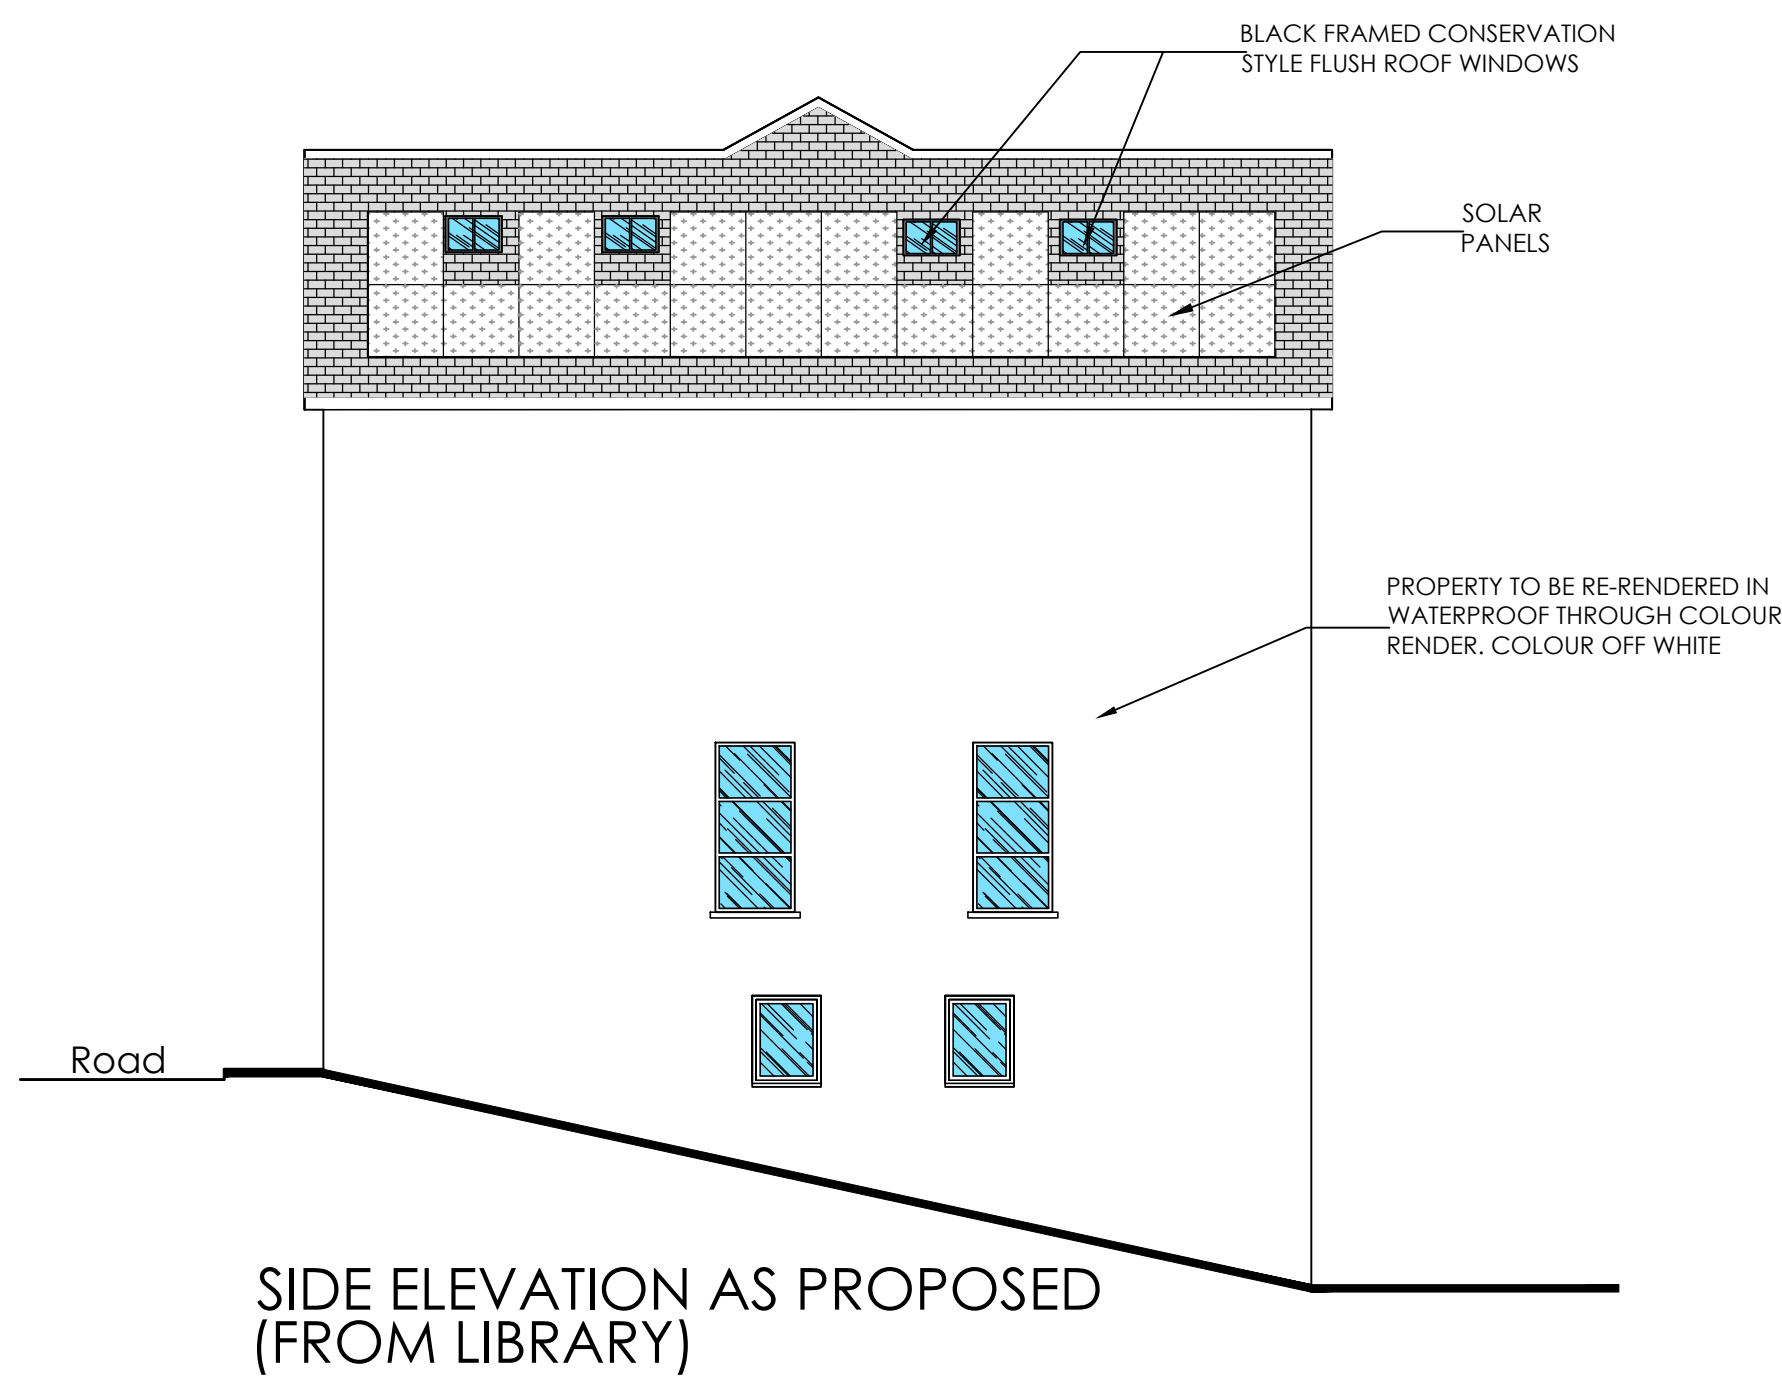 BLACK FRAMED CONSERVATION
STYLE FLUSH ROOF WINDOWS
SOLAR
PANELS
PROPERTY TO BE RE-RENDERED IN
WATERPROOF THROUGH COLOUR
RENDER. COLOUR OFF WHITE
Road
SIDE ELEVATION AS PROPOSED
(FROM LIBRARY)